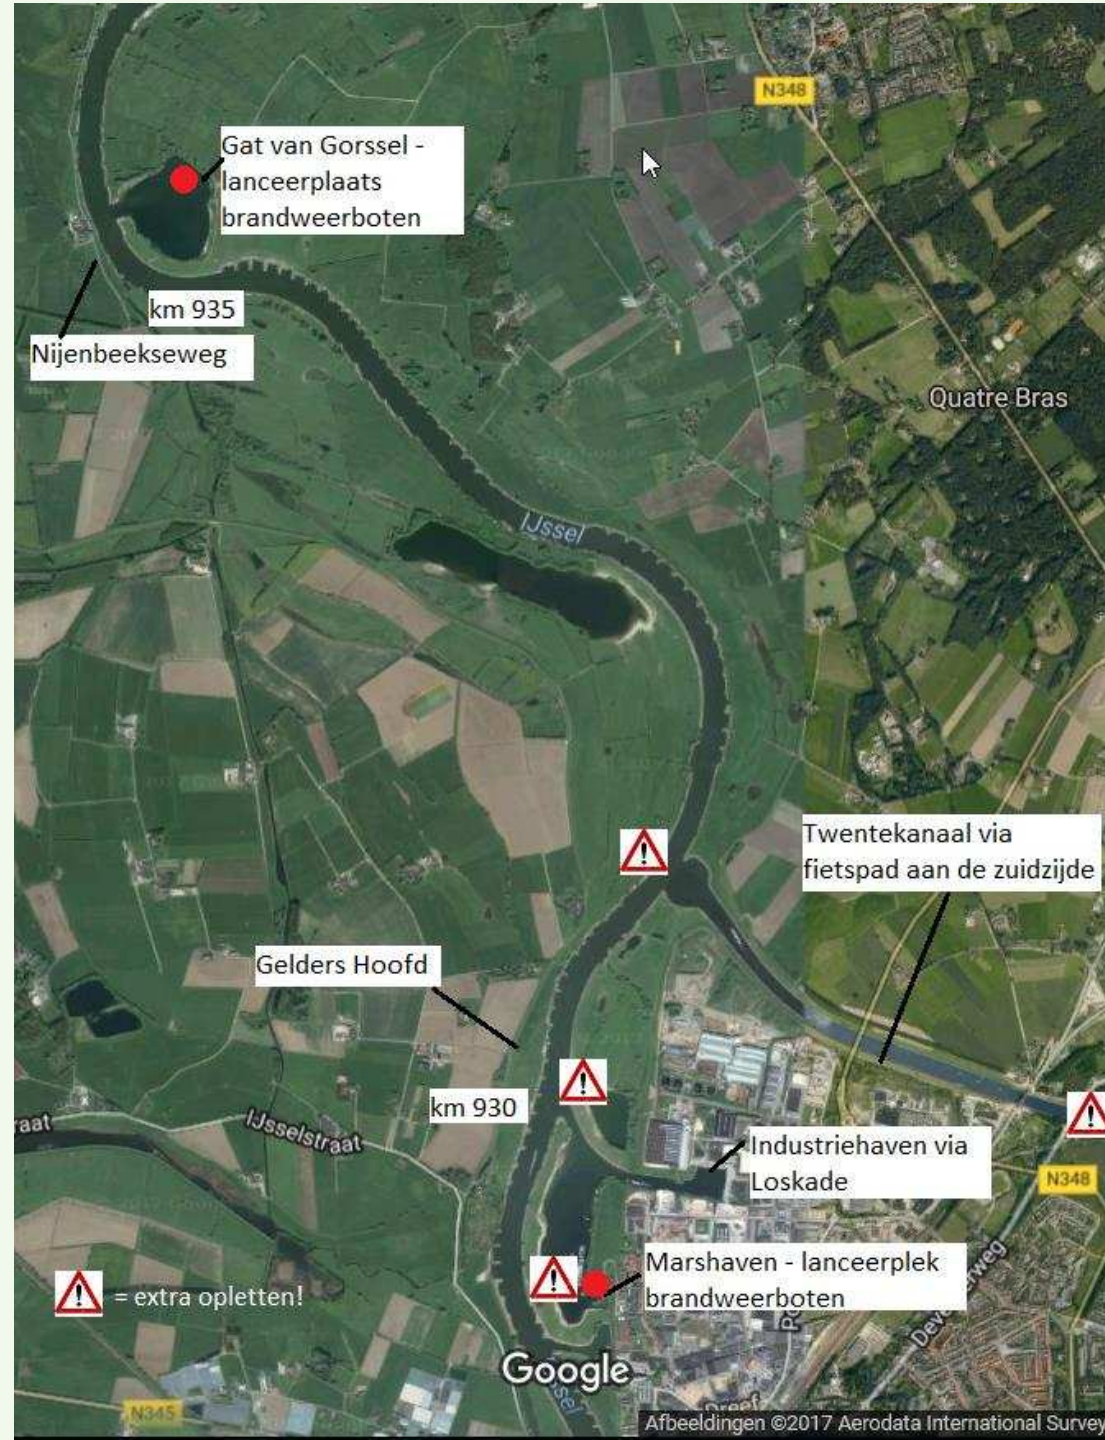 N348
Gat van Gorssel -
lanceerplaats
brandweerboten
km 935
Nijenbeekseweg
Quatre Bras
IJssel
Twentekanaal via
fietspad aan de zuidzijde
Gelders Hoofd
km 930
raat
IJsselstraat
Industriehaven via
Loskade
N348
Marshaven - lanceerplek
brandweerboten
= extra opletten!
Google
N345
Dreef
Afbeeldingen ©2017 Aerodata International Survey